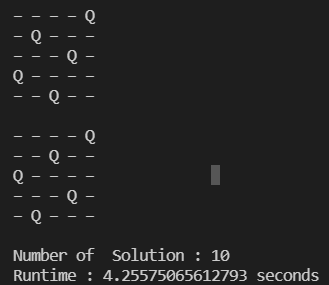 - - - - Q
- Q - - -
- - - Q -
Q - - - -
- - Q - -

- - - - Q
- - Q - -
Q - - - -
- - - Q -
- Q - - -

Number of  Solution : 10
Runtime : 4.25575065612793 seconds